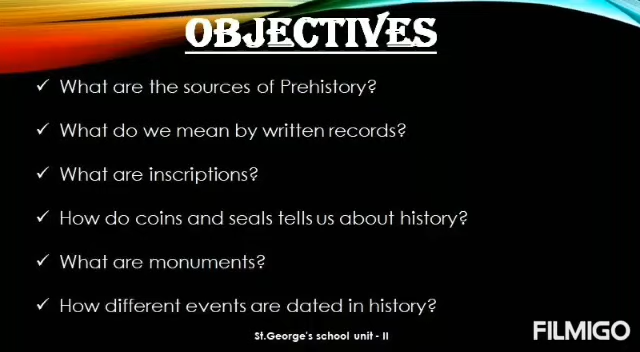 OBJECTIVES
✓ What are the sources of Prehistory?
✓ What do we mean by written records?
✓ What are inscriptions?
✓ How do coins and seals tells us about history?
✓ What are monuments?
✓ How different events are dated in history?
St.George's school unit - II
FILMIGO